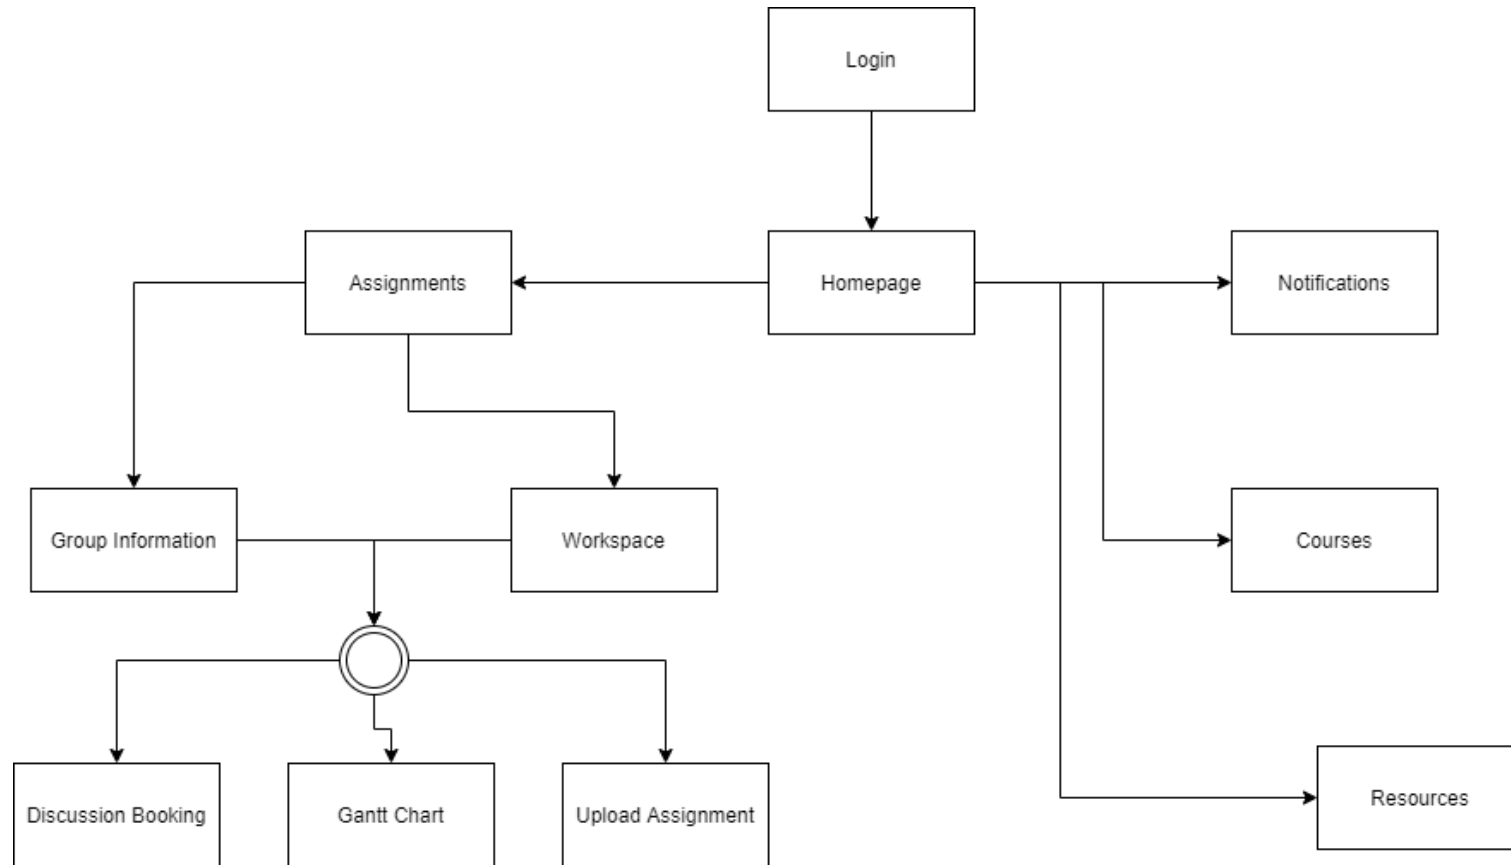 Login
Assignments
Homepage
Notifications
Group Information
Workspace
Courses
Discussion Booking
Gantt Chart
Upload Assignment
Resources